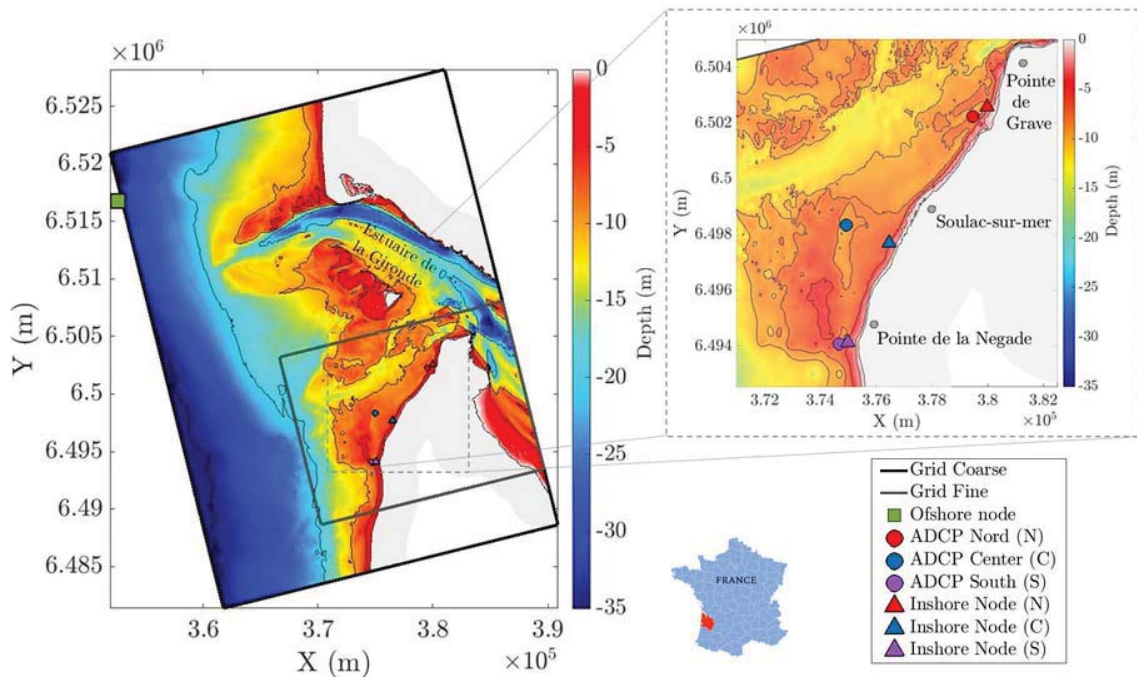 ×10⁶
6.525
6.52
6.515
6.51
6.505
6.5
6.495
6.49
6.485
Y (m)
3.6
3.7
3.8
3.9
X (m)
×10⁵
Estuaire de
la Gironde
0
-5
-10
-15
-20
-25
-30
-35
Depth (m)
×10⁶
6.504
6.502
6.5
6.498
6.496
6.494
Y (m)
3.72
3.74
3.76
3.78
3.8
3.82
X (m)
×10⁵
Pointe
de
Grave
Soulac-sur-mer
Pointe de la Negade
0
-5
-10
-15
-20
-25
-30
-35
Depth (m)
FRANCE
Grid Coarse
Grid Fine
Ofshore node
ADCP Nord (N)
ADCP Center (C)
ADCP South (S)
Inshore Node (N)
Inshore Node (C)
Inshore Node (S)